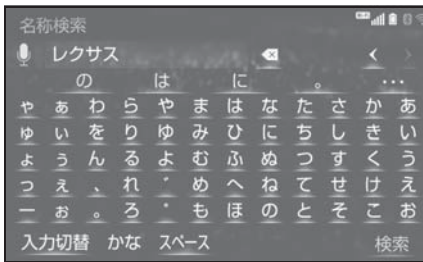 名称検索
レクサス
の は に 。 …
ゃ ぁ わ ら や ま は な た さ か あ
ゅ ぃ を り ゆ み ひ に ち し き い
ょ ぅ ん る よ む ふ ぬ つ す く う
っ ぇ 、 れ ゛ め へ ね て せ け え
ー ぉ 。 ろ ゜ も ほ の と そ こ お
入力切替 かな スペース 検索